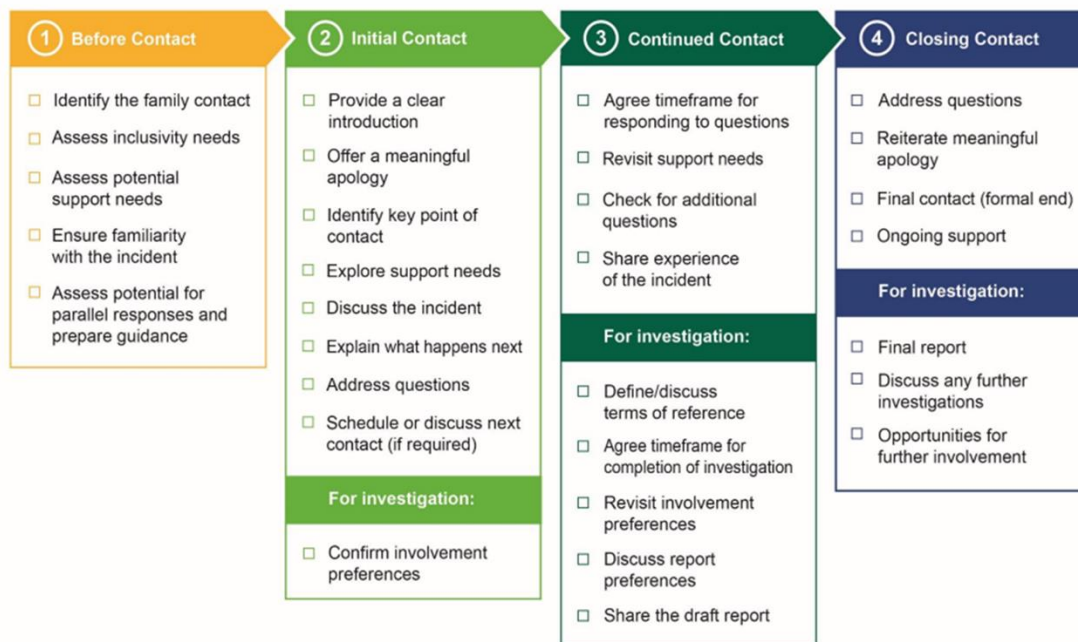 1 Before Contact
Identify the family contact
Assess inclusivity needs
Assess potential
support needs
Ensure familiarity
with the incident
Assess potential for
parallel responses and
prepare guidance
2 Initial Contact
Provide a clear
introduction
Offer a meaningful
apology
Identify key point of
contact
Explore support needs
Discuss the incident
Explain what happens next
Address questions
Schedule or discuss next
contact (if required)
For investigation:
Confirm involvement
preferences
3 Continued Contact
Agree timeframe for
responding to questions
Revisit support needs
Check for additional
questions
Share experience
of the incident
For investigation:
Define/discuss
terms of reference
Agree timeframe for
completion of investigation
Revisit involvement
preferences
Discuss report
preferences
Share the draft report
4 Closing Contact
Address questions
Reiterate meaningful
apology
Final contact (formal end)
Ongoing support
For investigation:
Final report
Discuss any further
investigations
Opportunities for
further involvement